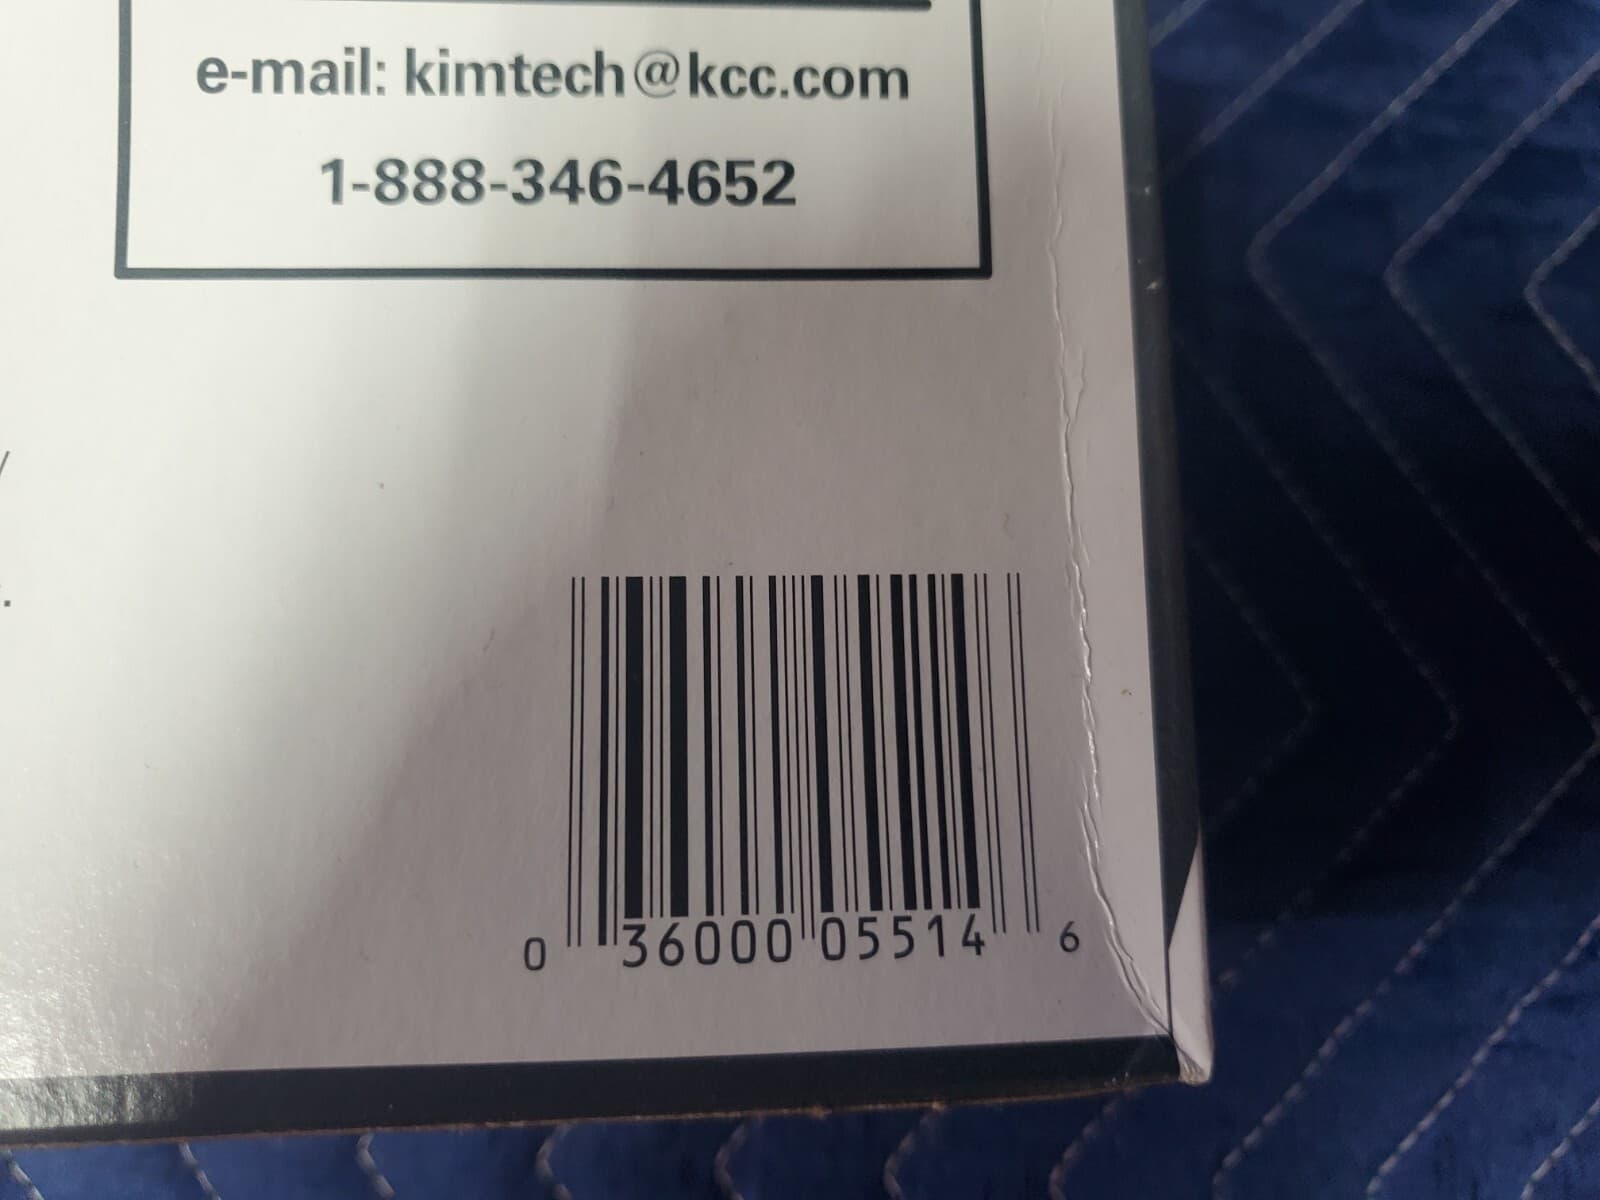 e-mail: kimtech@kcc.com
1-888-346-4652
/
.
0 36000 05514 6